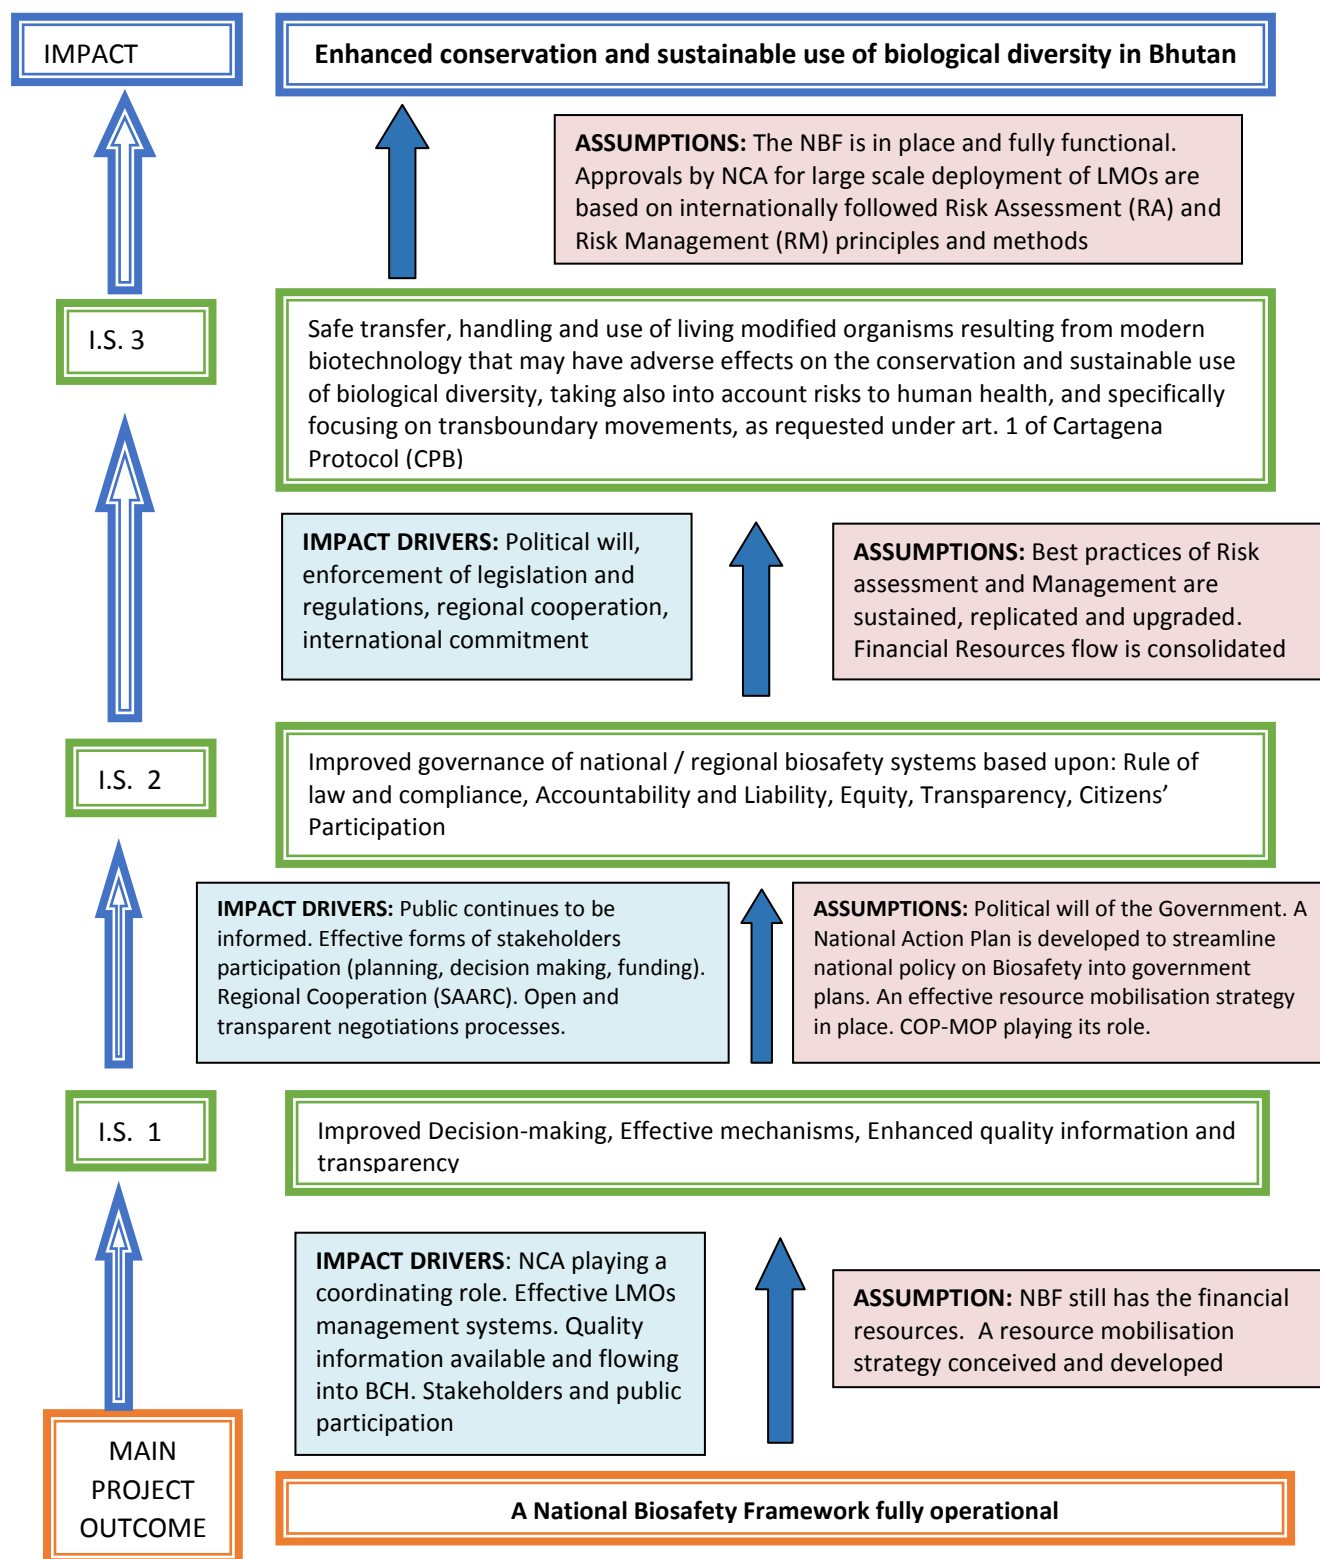 IMPACT
Enhanced conservation and sustainable use of biological diversity in Bhutan
ASSUMPTIONS: The NBF is in place and fully functional.
Approvals by NCA for large scale deployment of LMOs are
based on internationally followed Risk Assessment (RA) and
Risk Management (RM) principles and methods
I.S. 3
Safe transfer, handling and use of living modified organisms resulting from modern
biotechnology that may have adverse effects on the conservation and sustainable use
of biological diversity, taking also into account risks to human health, and specifically
focusing on transboundary movements, as requested under art. 1 of Cartagena
Protocol (CPB)
IMPACT DRIVERS: Political will,
enforcement of legislation and
regulations, regional cooperation,
international commitment
ASSUMPTIONS: Best practices of Risk
assessment and Management are
sustained, replicated and upgraded.
Financial Resources flow is consolidated
I.S. 2
Improved governance of national / regional biosafety systems based upon: Rule of
law and compliance, Accountability and Liability, Equity, Transparency, Citizens’
Participation
IMPACT DRIVERS: Public continues to be
informed. Effective forms of stakeholders
participation (planning, decision making, funding).
Regional Cooperation (SAARC). Open and
transparent negotiations processes.
ASSUMPTIONS: Political will of the Government. A
National Action Plan is developed to streamline
national policy on Biosafety into government
plans. An effective resource mobilisation strategy
in place. COP-MOP playing its role.
I.S. 1
Improved Decision-making, Effective mechanisms, Enhanced quality information and
transparency
IMPACT DRIVERS: NCA playing a
coordinating role. Effective LMOs
management systems. Quality
information available and flowing
into BCH. Stakeholders and public
participation
ASSUMPTION: NBF still has the financial
resources. A resource mobilisation
strategy conceived and developed
MAIN
PROJECT
OUTCOME
A National Biosafety Framework fully operational